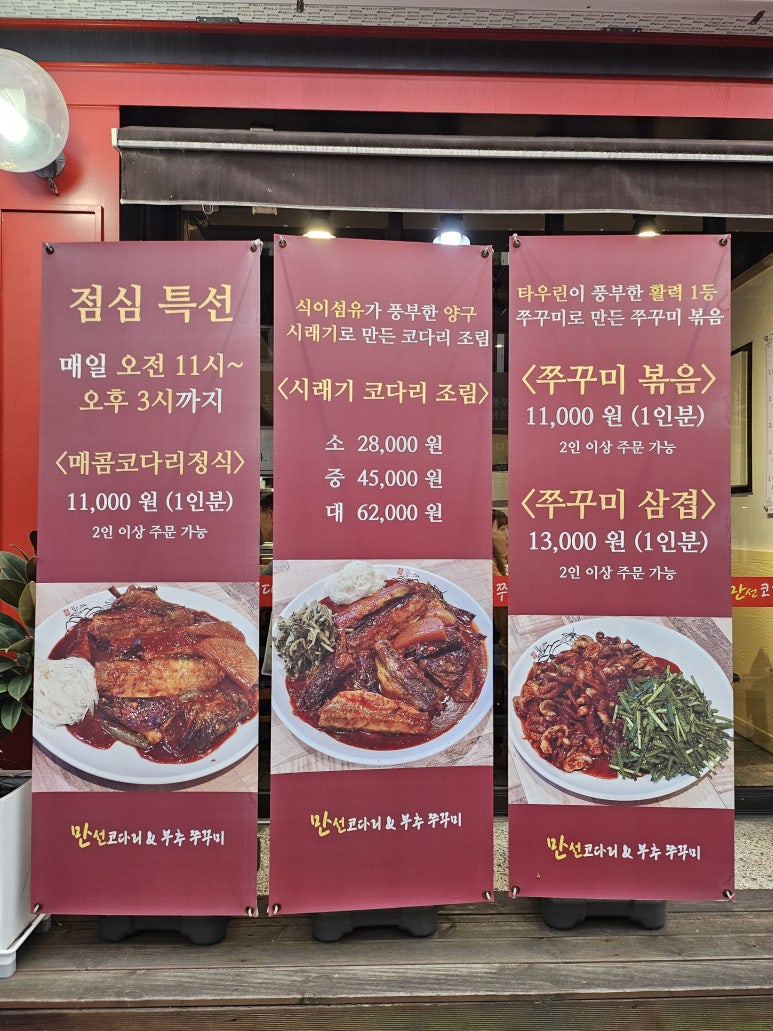 점심 특선
매일 오전 11시~
오후 3시까지
<매콤코다리정식>
11,000 원 (1인분)
2인 이상 주문 가능
만선코다리 & 부추 쭈꾸미
식이섬유가 풍부한 양구
시래기로 만든 코다리 조림
<시래기 코다리 조림>
소 28,000 원
중 45,000 원
대 62,000 원
만선코다리 & 부추 쭈꾸미
타우린이 풍부한 활력 1등
쭈꾸미로 만든 쭈꾸미 볶음
<쭈꾸미 볶음>
11,000 원 (1인분)
2인 이상 주문 가능
<쭈꾸미 삼겹>
13,000 원 (1인분)
2인 이상 주문 가능
만선코다리 & 부추 쭈꾸미
만선코